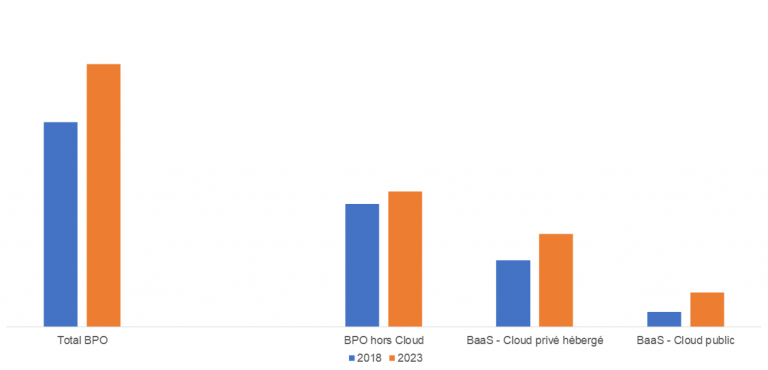 Total BPO
BPO hors Cloud
BaaS - Cloud privé hébergé
BaaS - Cloud public
2018
2023